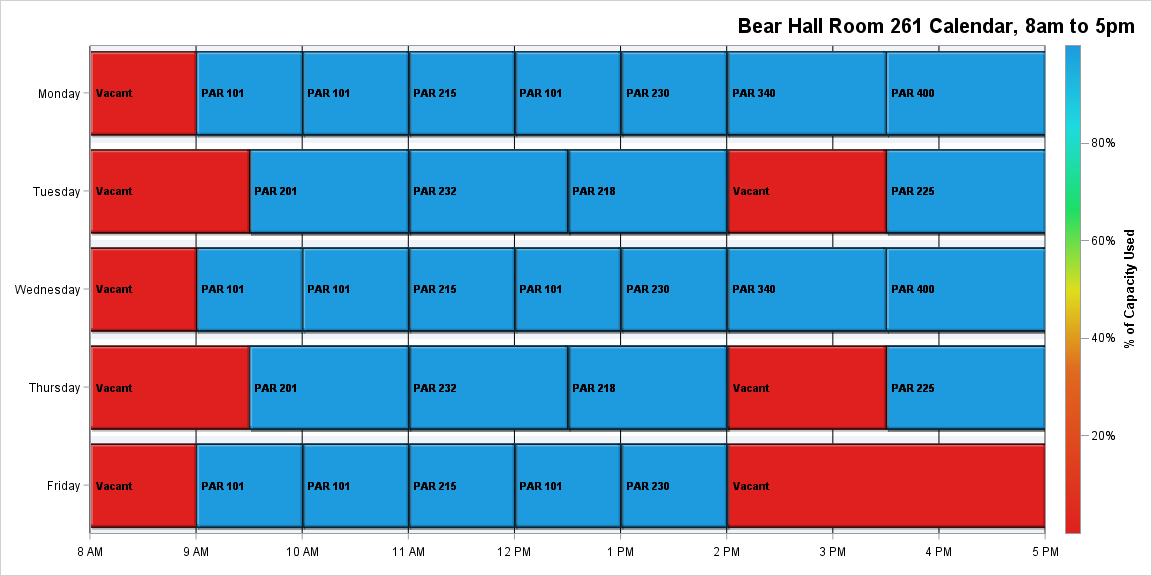 Bear Hall Room 261 Calendar, 8am to 5pm
Monday
Vacant PAR 101 PAR 101 PAR 215 PAR 101 PAR 230 PAR 340 PAR 400
Tuesday
Vacant PAR 201 PAR 232 PAR 218 Vacant PAR 225
Wednesday
Vacant PAR 101 PAR 101 PAR 215 PAR 101 PAR 230 PAR 340 PAR 400
Thursday
Vacant PAR 201 PAR 232 PAR 218 Vacant PAR 225
Friday
Vacant PAR 101 PAR 101 PAR 215 PAR 101 PAR 230 Vacant
8 AM 9 AM 10 AM 11 AM 12 PM 1 PM 2 PM 3 PM 4 PM 5 PM
80%
60%
40%
20%
% of Capacity Used